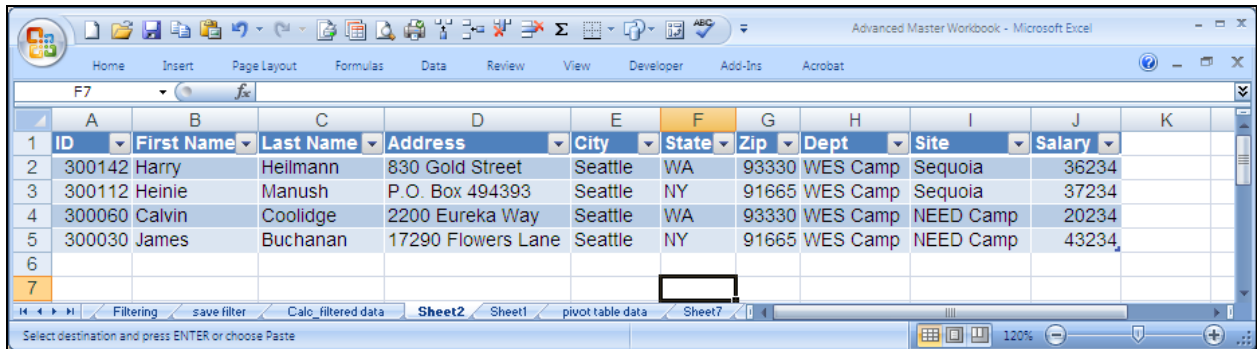 Advanced Master Workbook - Microsoft Excel
Home Insert Page Layout Formulas Data Review View Developer Add-Ins Acrobat
F7 fx
A B C D E F G H I J K
1 ID First Name Last Name Address City State Zip Dept Site Salary
2 300142 Harry Heilmann 830 Gold Street Seattle WA 93330 WES Camp Sequoia 36234
3 300112 Heinie Manush P.O. Box 494393 Seattle NY 91665 WES Camp Sequoia 37234
4 300060 Calvin Coolidge 2200 Eureka Way Seattle WA 93330 WES Camp NEED Camp 20234
5 300030 James Buchanan 17290 Flowers Lane Seattle NY 91665 WES Camp NEED Camp 43234
6
7
Filtering save filter Calc_filtered data Sheet2 Sheet1 pivot table data Sheet7
Select destination and press ENTER or choose Paste 120%